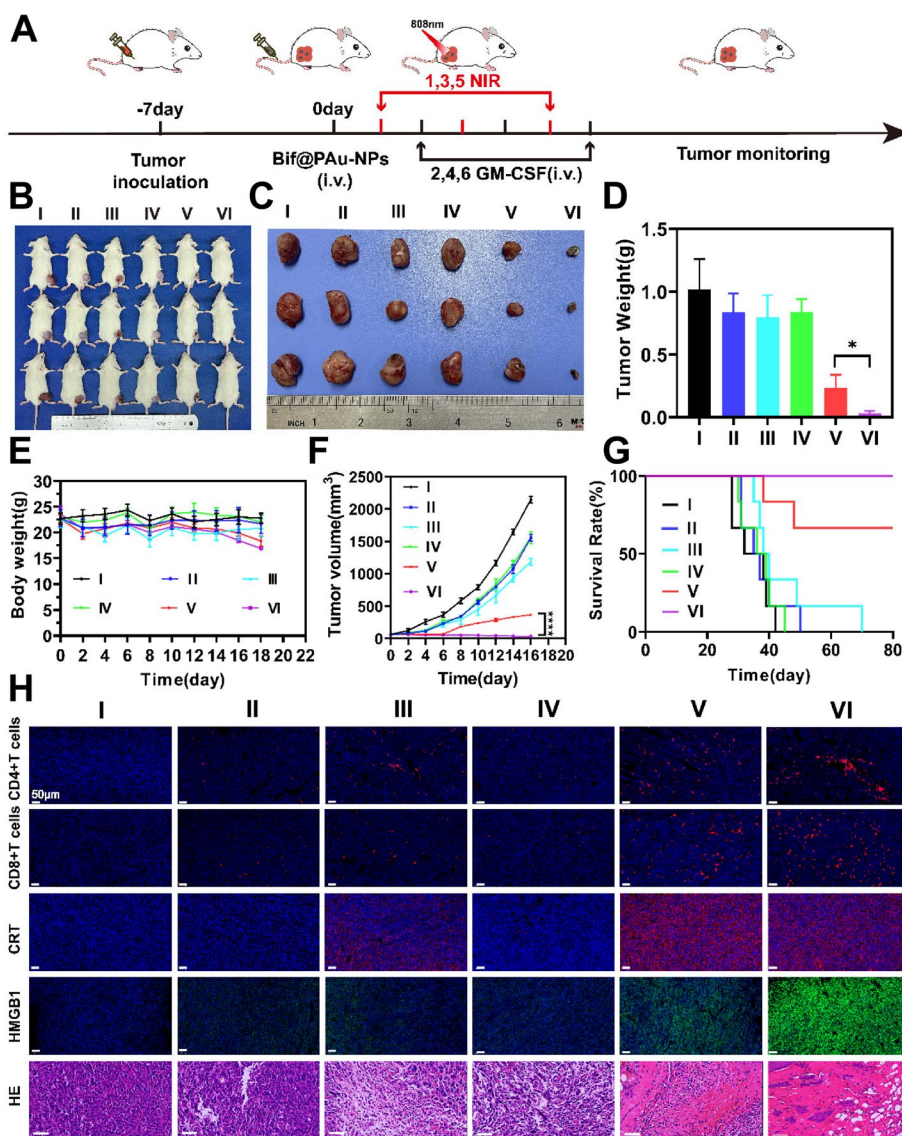 A
808nm
1,3,5 NIR
-7day
0day
Tumor
inoculation
Bif@PAu-NPs
(i.v.)
2,4,6 GM-CSF(i.v.)
Tumor monitoring
B
I II III IV V VI
C
I II III IV V VI
INCH 1 2 3 4 5 6
D
Tumor Weight(g)
1.5
1.0
0.5
0.0
*
I II III IV V VI
E
Body weight(g)
30
25
20
15
10
5
0
I II III
IV V VI
0 2 4 6 8 10 12 14 16 18 20 22
Time(day)
F
Tumor volume(mm³)
2500
2000
1500
1000
500
0
I
II
III
IV
V
VI
****
0 2 4 6 8 10 12 14 16 18 20
Time(day)
G
Survival Rate(%)
100
50
0
I
II
III
IV
V
VI
0 20 40 60 80
Time(day)
H
I II III IV V VI
CD4+T cells
50μm
CD8+T cells
CRT
HMGB1
HE